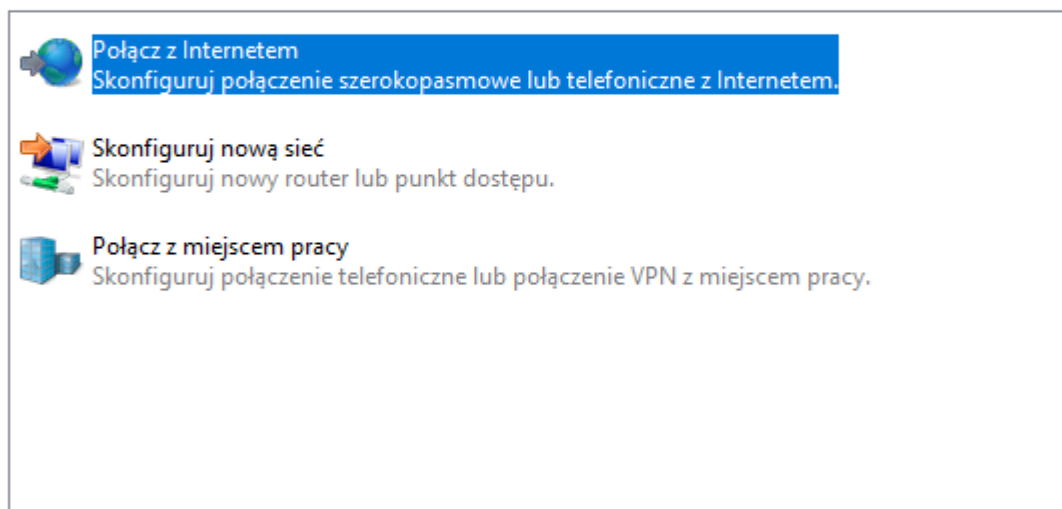 Połącz z Internetem
Skonfiguruj połączenie szerokopasmowe lub telefoniczne z Internetem.
Skonfiguruj nową sieć
Skonfiguruj nowy router lub punkt dostępu.
Połącz z miejscem pracy
Skonfiguruj połączenie telefoniczne lub połączenie VPN z miejscem pracy.